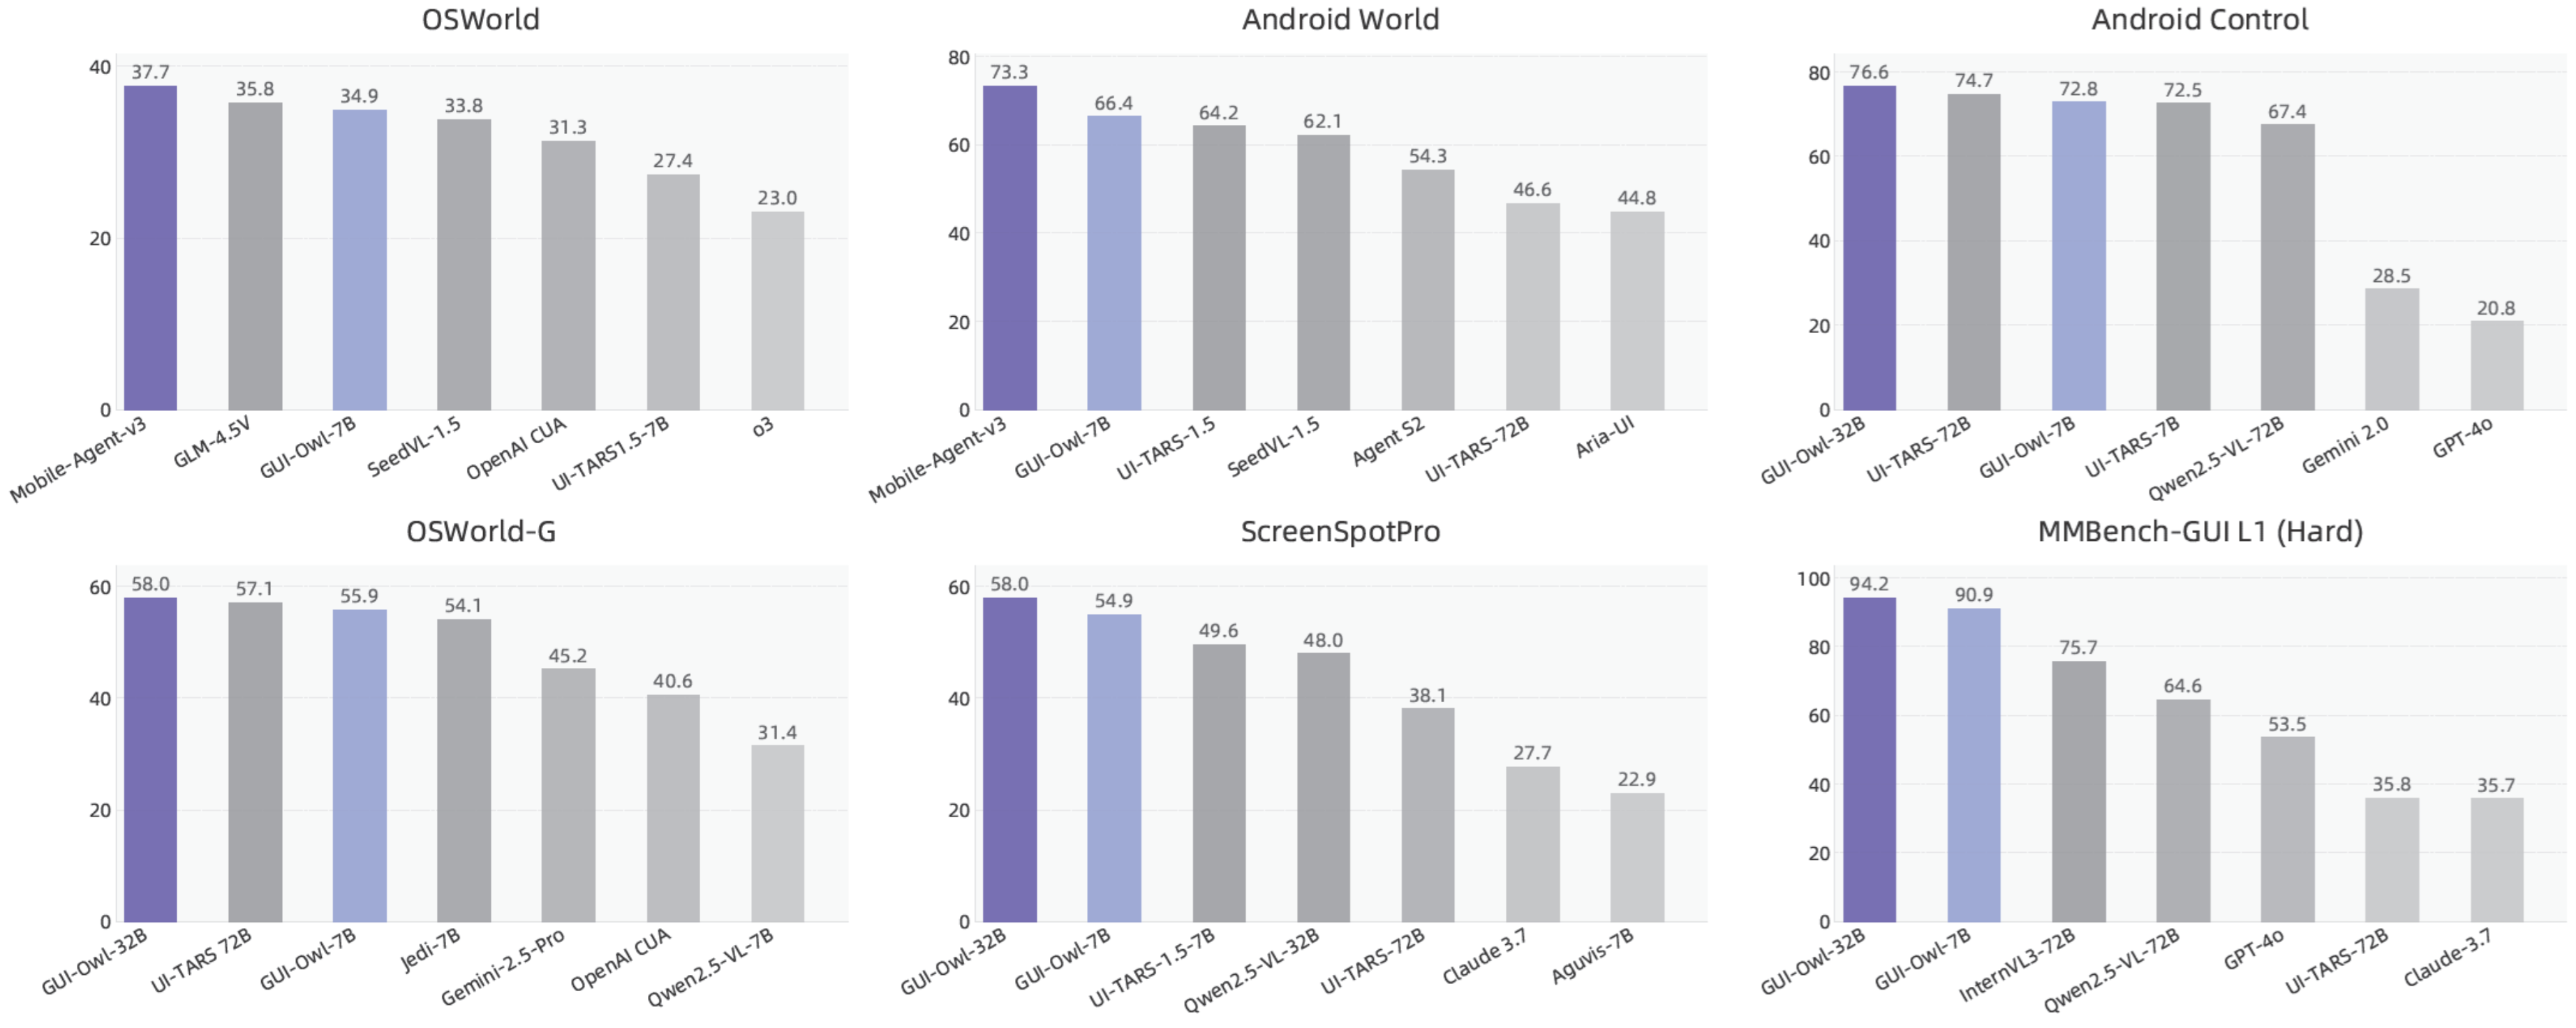 OSWorld
40
20
0
37.7
35.8
34.9
33.8
31.3
27.4
23.0
Mobile-Agent-v3
GLM-4.5V
GUI-Owl-7B
SeedVL-1.5
OpenAI CUA
UI-TARS1.5-7B
o3
Android World
80
60
40
20
0
73.3
66.4
64.2
62.1
54.3
46.6
44.8
Mobile-Agent-v3
GUI-Owl-7B
UI-TARS-1.5
SeedVL-1.5
Agent S2
UI-TARS-72B
Aria-UI
Android Control
80
60
40
20
0
76.6
74.7
72.8
72.5
67.4
28.5
20.8
GUI-Owl-32B
UI-TARS-72B
GUI-Owl-7B
UI-TARS-7B
Qwen2.5-VL-72B
Gemini 2.0
GPT-4o
OSWorld-G
60
40
20
0
58.0
57.1
55.9
54.1
45.2
40.6
31.4
GUI-Owl-32B
UI-TARS 72B
GUI-Owl-7B
Jedi-7B
Gemini-2.5-Pro
OpenAI CUA
Qwen2.5-VL-7B
ScreenSpotPro
60
40
20
0
58.0
54.9
49.6
48.0
38.1
27.7
22.9
GUI-Owl-32B
GUI-Owl-7B
UI-TARS-1.5-7B
Qwen2.5-VL-32B
UI-TARS-72B
Claude 3.7
Aguvis-7B
MMBench-GUI L1 (Hard)
100
80
60
40
20
0
94.2
90.9
75.7
64.6
53.5
35.8
35.7
GUI-Owl-32B
GUI-Owl-7B
InternVL3-72B
Qwen2.5-VL-72B
GPT-4o
UI-TARS-72B
Claude-3.7